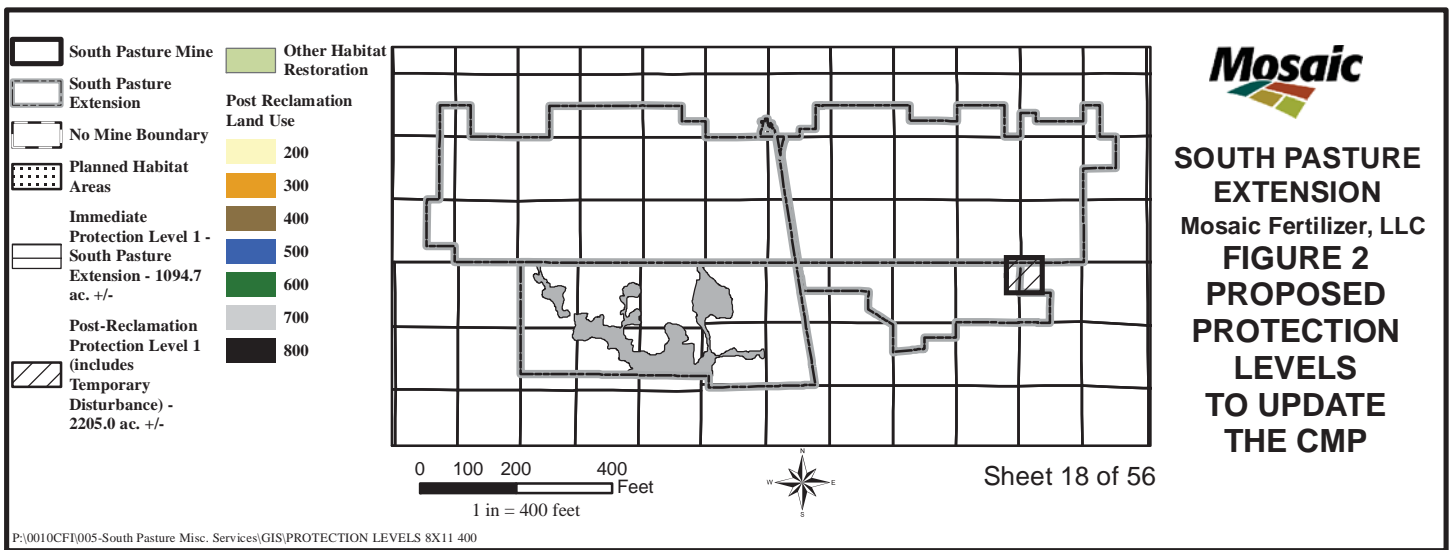 South Pasture Mine
South Pasture
Extension
No Mine Boundary
Planned Habitat
Areas
Immediate
Protection Level 1 -
South Pasture
Extension - 1094.7
ac. +/-
Post-Reclamation
Protection Level 1
(includes
Temporary
Disturbance) -
2205.0 ac. +/-
Other Habitat
Restoration
Post Reclamation
Land Use
200
300
400
500
600
700
800
0 100 200 400
Feet
1 in = 400 feet
N
W E
S
Sheet 18 of 56
Mosaic
SOUTH PASTURE
EXTENSION
Mosaic Fertilizer, LLC
FIGURE 2
PROPOSED
PROTECTION
LEVELS
TO UPDATE
THE CMP
P:\0010CFI\005-South Pasture Misc. Services\GIS\PROTECTION LEVELS 8X11 400